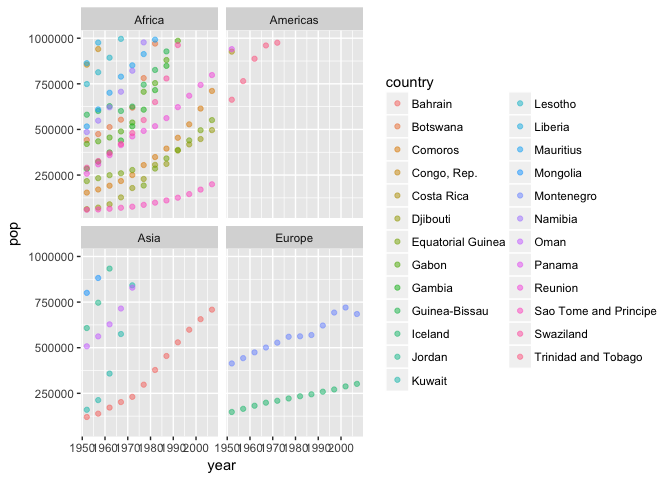 Africa
Americas
1000000
750000
500000
250000
Asia
Europe
1000000
750000
500000
250000
1950 1960 1970 1980 1990 2000
1950 1960 1970 1980 1990 2000
year
pop
country
Bahrain
Botswana
Comoros
Congo, Rep.
Costa Rica
Djibouti
Equatorial Guinea
Gabon
Gambia
Guinea-Bissau
Iceland
Jordan
Kuwait
Lesotho
Liberia
Mauritius
Mongolia
Montenegro
Namibia
Oman
Panama
Reunion
Sao Tome and Principe
Swaziland
Trinidad and Tobago